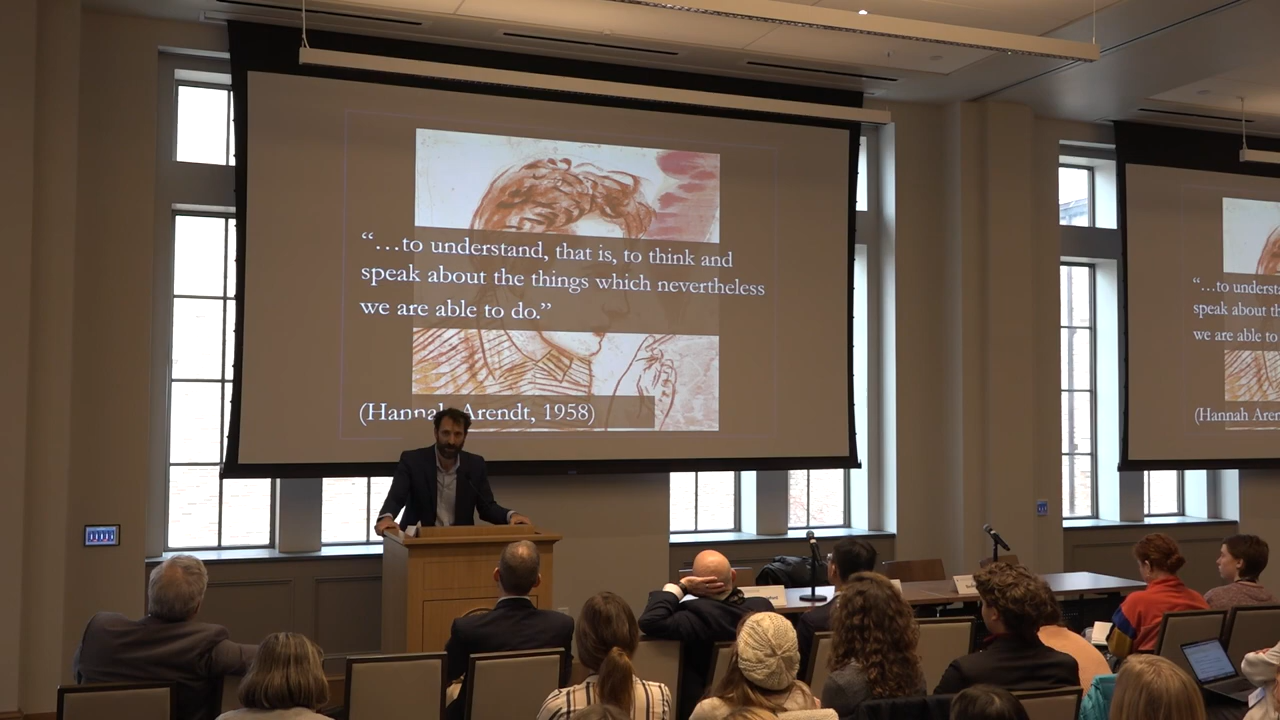 “…to understand, that is, to think and
speak about the things which nevertheless
we are able to do.”
(Hannah Arendt, 1958)
“…to understa
speak about th
we are able to
(Hannah Aren